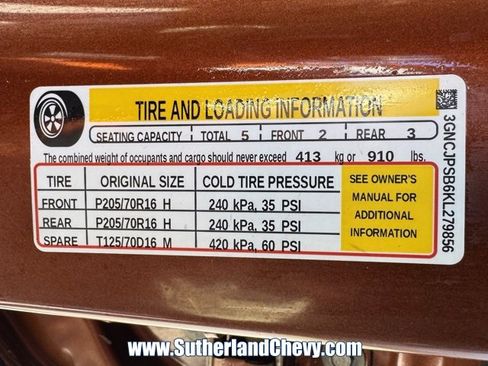 TIRE AND LOADING INFORMATION
SEATING CAPACITY TOTAL 5 FRONT 2 REAR 3
The combined weight of occupants and cargo should never exceed 413 kg or 910 lbs.
TIRE ORIGINAL SIZE COLD TIRE PRESSURE
FRONT P205/70R16 H 240 kPa, 35 PSI
REAR P205/70R16 H 240 kPa, 35 PSI
SPARE T125/70D16 M 420 kPa, 60 PSI
SEE OWNER'S
MANUAL FOR
ADDITIONAL
INFORMATION
3GNCJPSB6KL279856
www.SutherlandChevy.com